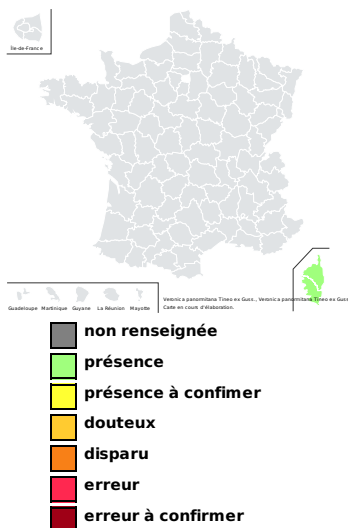 Île-de-France
Guadeloupe Martinique Guyane La Réunion Mayotte
Veronica panormitana Tineo ex Guss., Veronica panormitana Tineo ex Guss
Carte en cours d'élaboration.
non renseignée
présence
présence à confimer
douteux
disparu
erreur
erreur à confirmer